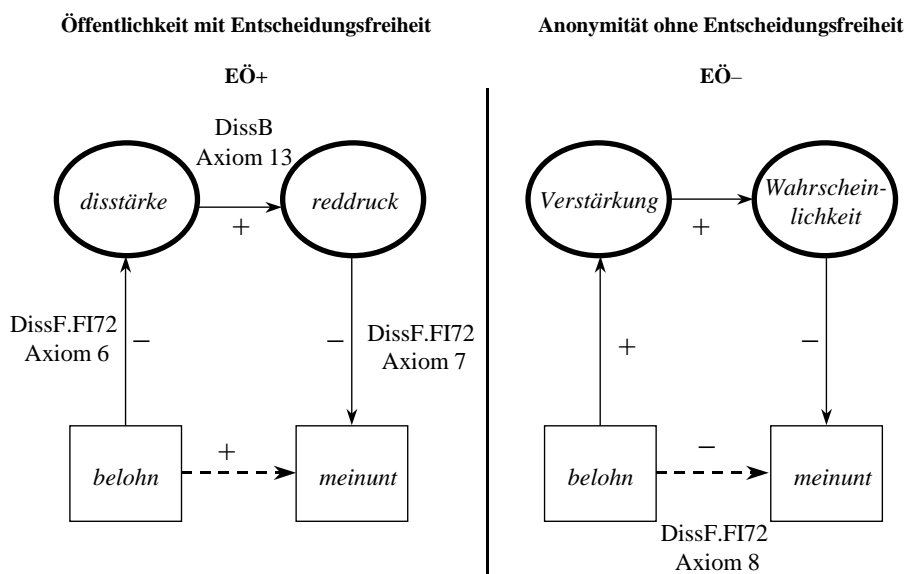 Öffentlichkeit mit Entscheidungsfreiheit
EÖ+
DissB
Axiom 13
disstärke
reddruck
+
DissF.FI72
Axiom 6
–
–
DissF.FI72
Axiom 7
belohn
+
meinunt
Anonymität ohne Entscheidungsfreiheit
EÖ–
Verstärkung
Wahrschein-
lichkeit
+
+
–
belohn
–
meinunt
DissF.FI72
Axiom 8